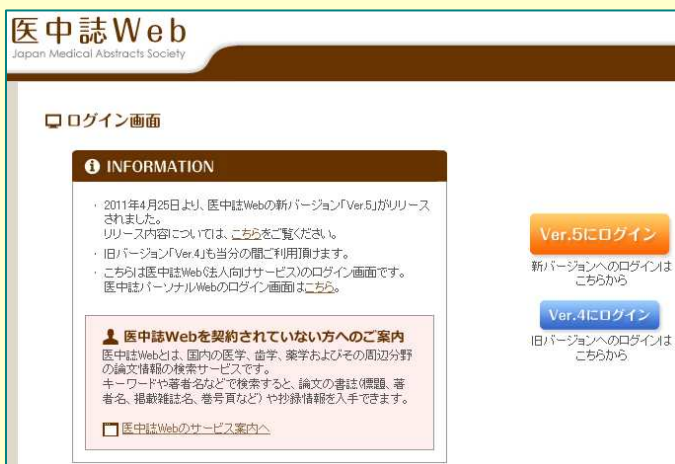 医中誌Web
Japan Medical Abstracts Society
ログイン画面
INFORMATION
・2011年4月25日より、医中誌Webの新バージョン「Ver.5」がリリース
されました。
リリース内容については、こちらをご覧ください。
・旧バージョン「Ver.4」も当分の間ご利用頂けます。
・こちらは医中誌Web(法人向けサービス)のログイン画面です。
医中誌パーソナルWebのログイン画面はこちら。
医中誌Webを契約されていない方へのご案内
医中誌Webとは、国内の医学、歯学、薬学およびその周辺分野
の論文情報の検索サービスです。
キーワードや著者名などで検索すると、論文の書誌(標題、著
者名、掲載雑誌名、巻号頁など)や抄録情報を入手できます。
医中誌Webのサービス案内へ
Ver.5にログイン
新バージョンへのログインは
こちらから
Ver.4にログイン
旧バージョンへのログインは
こちらから